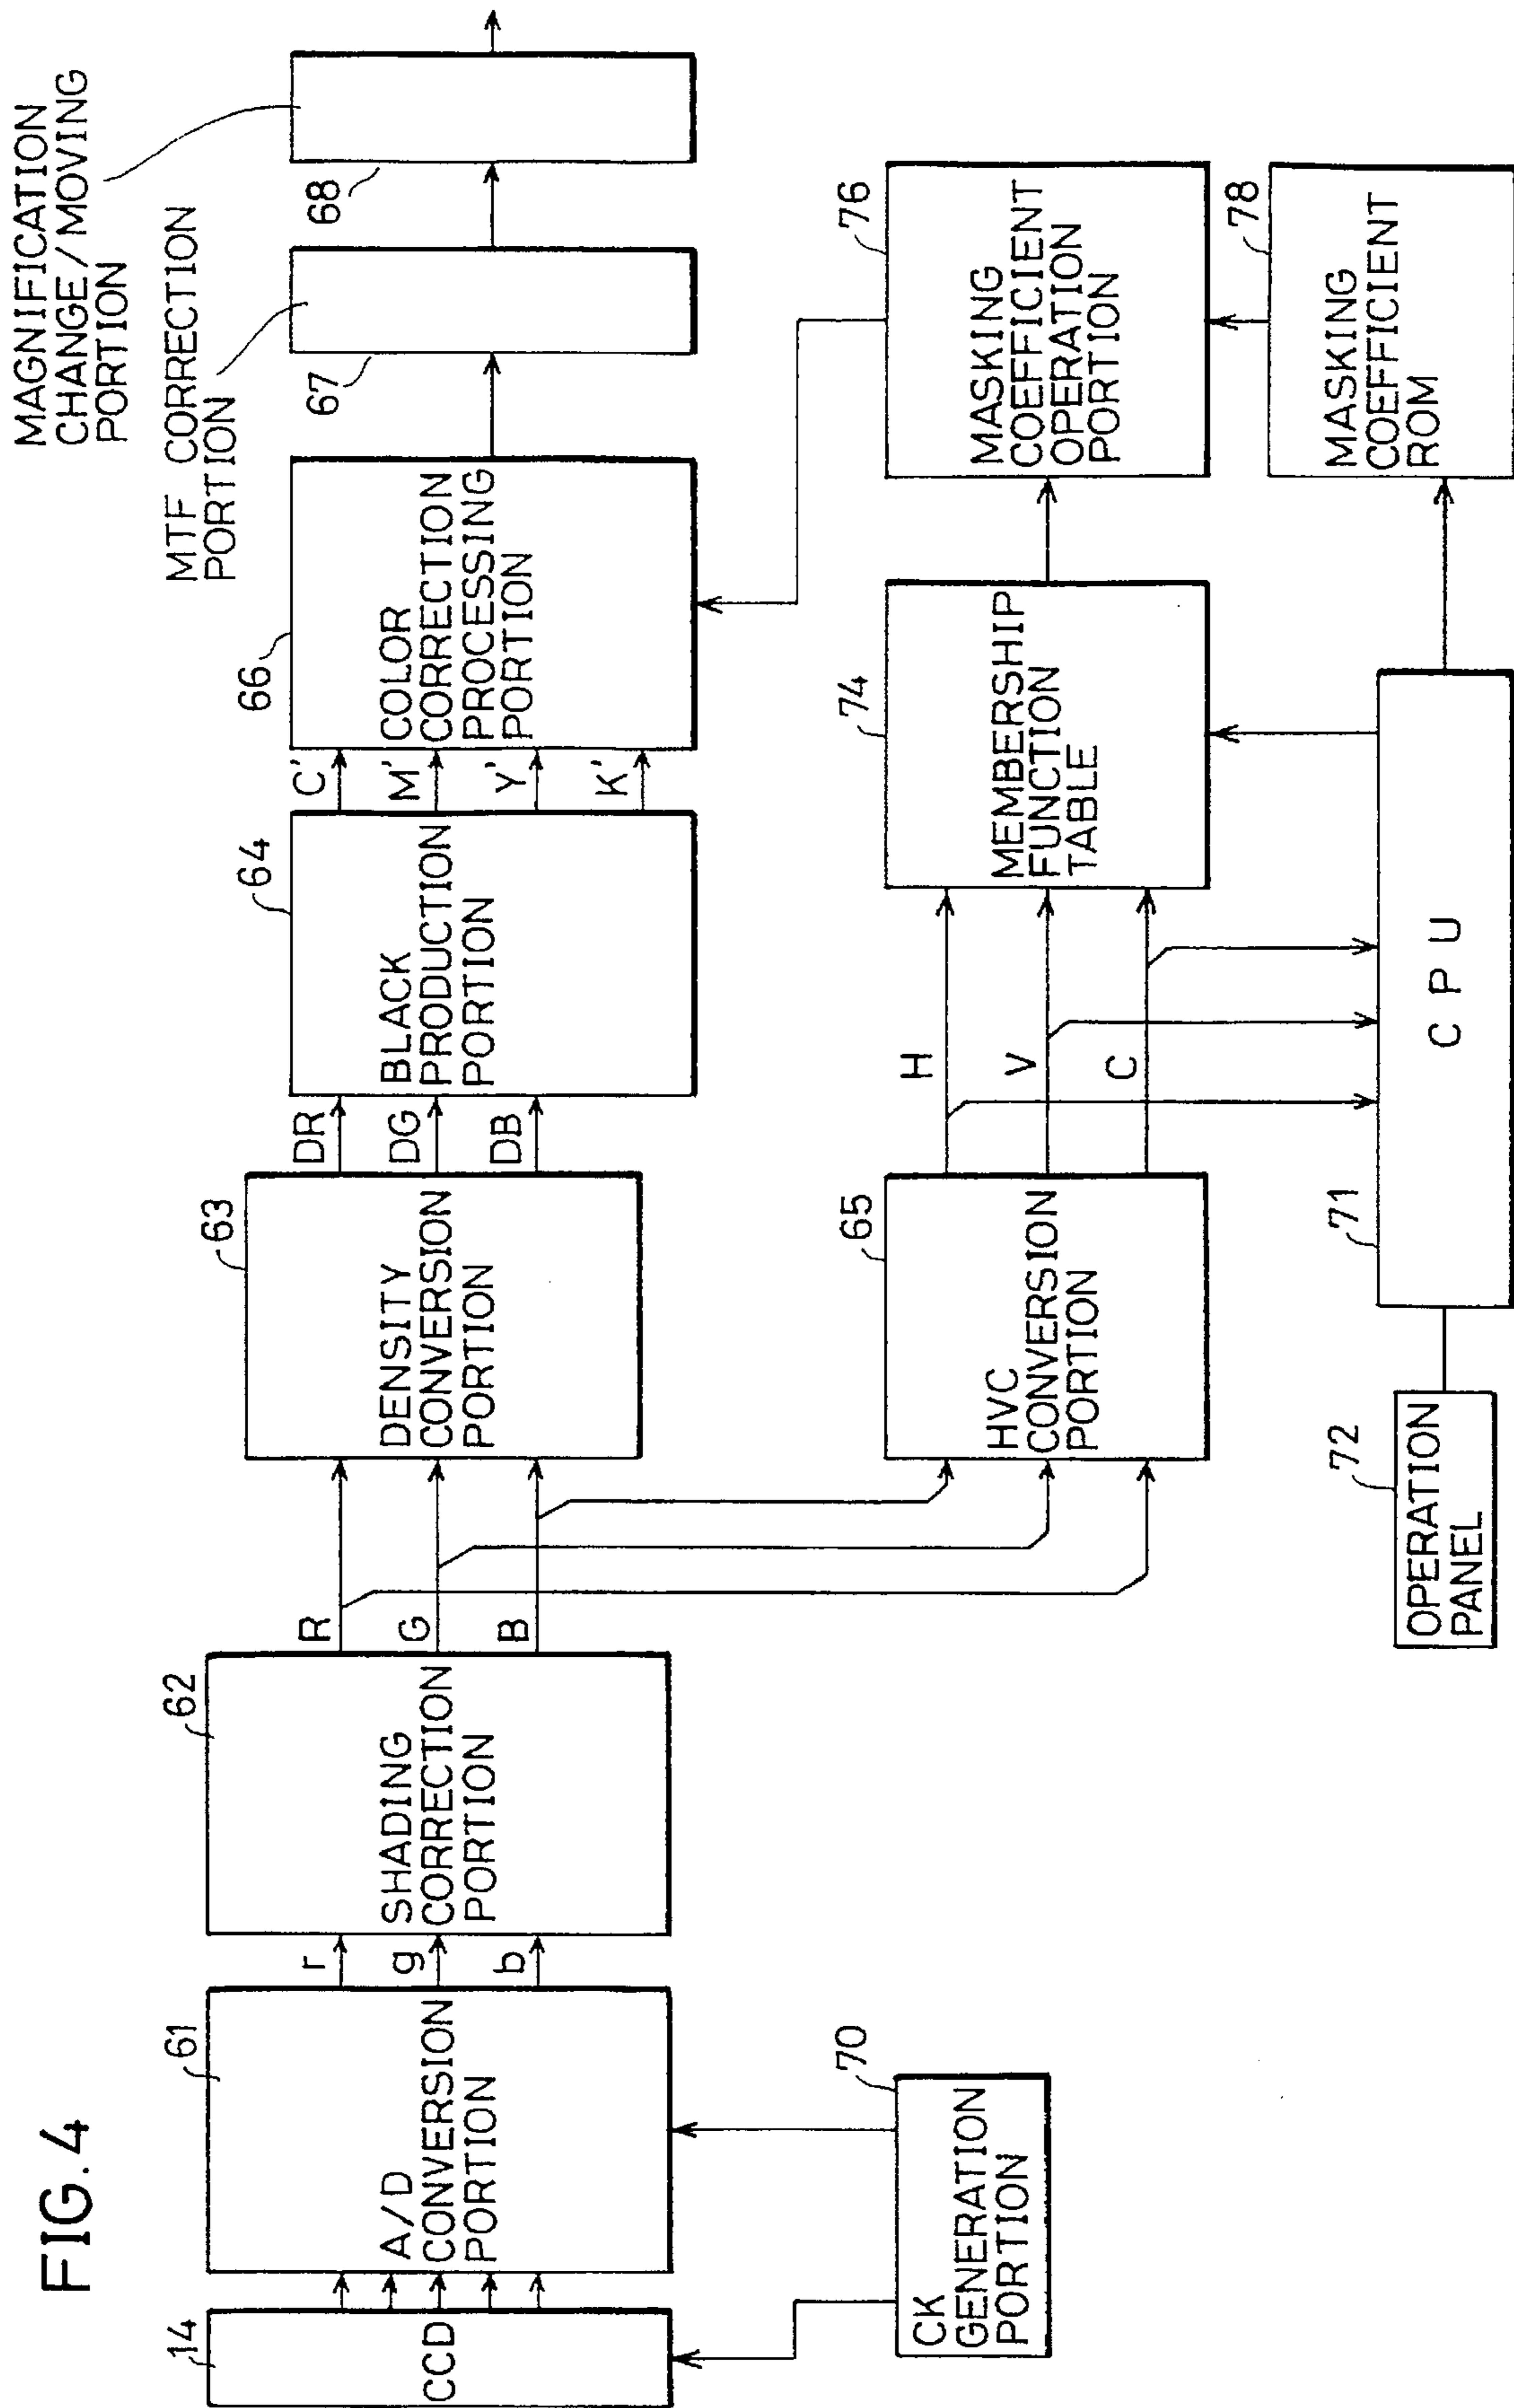 FIG. 4
14
CCD
61
A/D
CONVERSION
PORTION
r
g
b
62
SHADING
CORRECTION
PORTION
R
G
B
63
DENSITY
CONVERSION
PORTION
DR
DG
DB
64
BLACK
PRODUCTION
PORTION
C'
M'
Y'
K'
66
COLOR
CORRECTION
PROCESSING
PORTION
67
MTF CORRECTION
PORTION
68
MAGNIFICATION
CHANGE/MOVING
PORTION
70
CK
GENERATION
PORTION
65
HVC
CONVERSION
PORTION
H
V
C
74
MEMBERSHIP
FUNCTION
TABLE
76
MASKING
COEFFICIENT
OPERATION
PORTION
72
OPERATION
PANEL
71
CPU
78
MASKING
COEFFICIENT
ROM